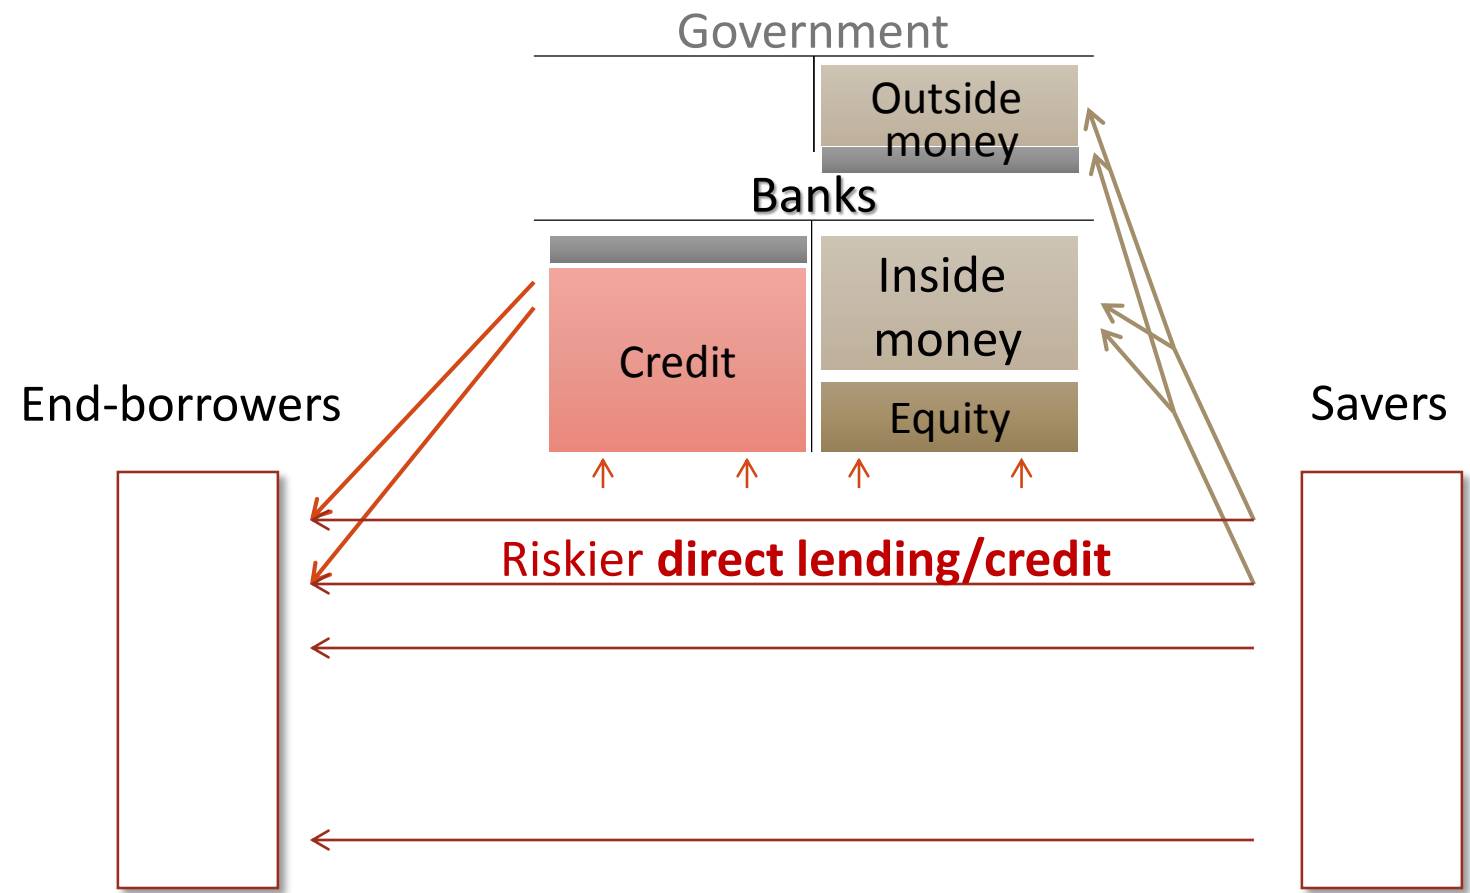 Government
Outside
money
Banks
Inside
money
Credit
Equity
End-borrowers
Savers
Riskier direct lending/credit